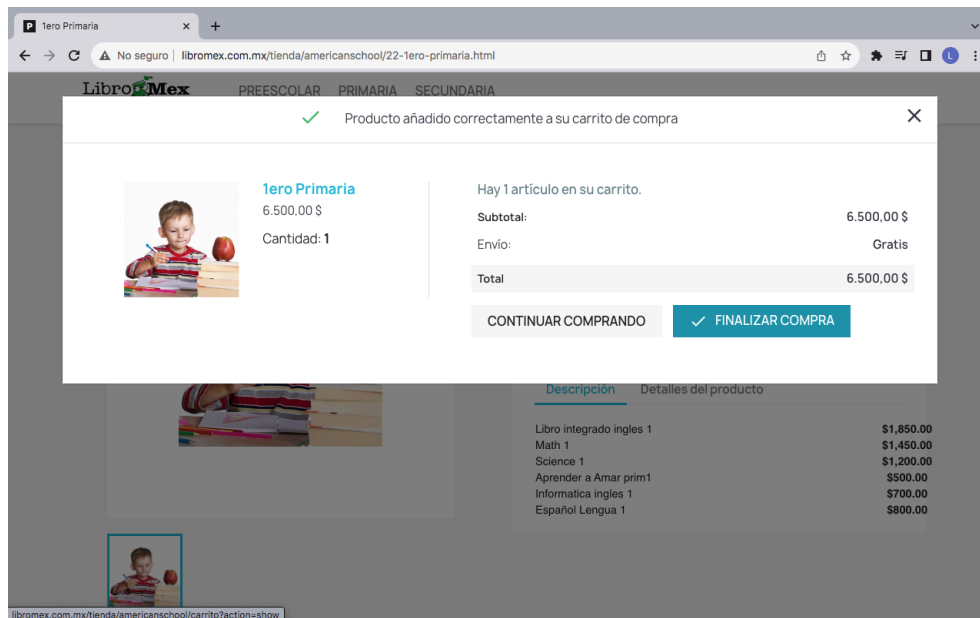 1ero Primaria
No seguro | libromex.com.mx/tienda/americanschool/22-1ero-primaria.html
L
LibroMex PREESCOLAR PRIMARIA SECUNDARIA
Producto añadido correctamente a su carrito de compra
1ero Primaria
6.500,00 $
Cantidad: 1
Hay 1 artículo en su carrito.
Subtotal: 6.500,00 $
Envío: Gratis
Total 6.500,00 $
CONTINUAR COMPRANDO FINALIZAR COMPRA
Descripción Detalles del producto
Libro integrado ingles 1 $1,850.00
Math 1 $1,450.00
Science 1 $1,200.00
Aprender a Amar prim1 $500.00
Informatica ingles 1 $700.00
Español Lengua 1 $800.00
libromex.com.mx/tienda/americanschool/carrito?action=show